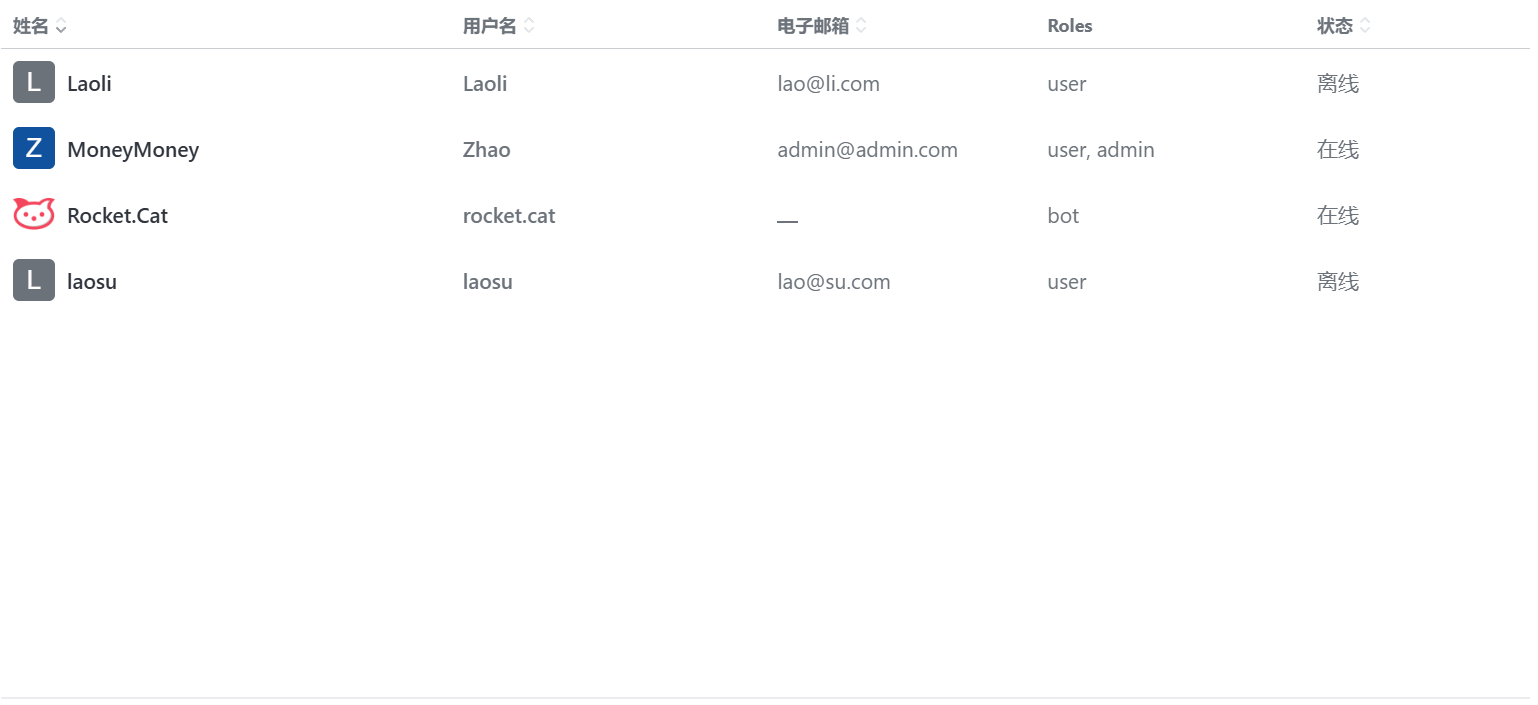 姓名 用户名 电子邮箱 Roles 状态
L Laoli Laoli lao@li.com user 离线
Z MoneyMoney Zhao admin@admin.com user, admin 在线
Rocket.Cat rocket.cat — bot 在线
L laosu laosu lao@su.com user 离线